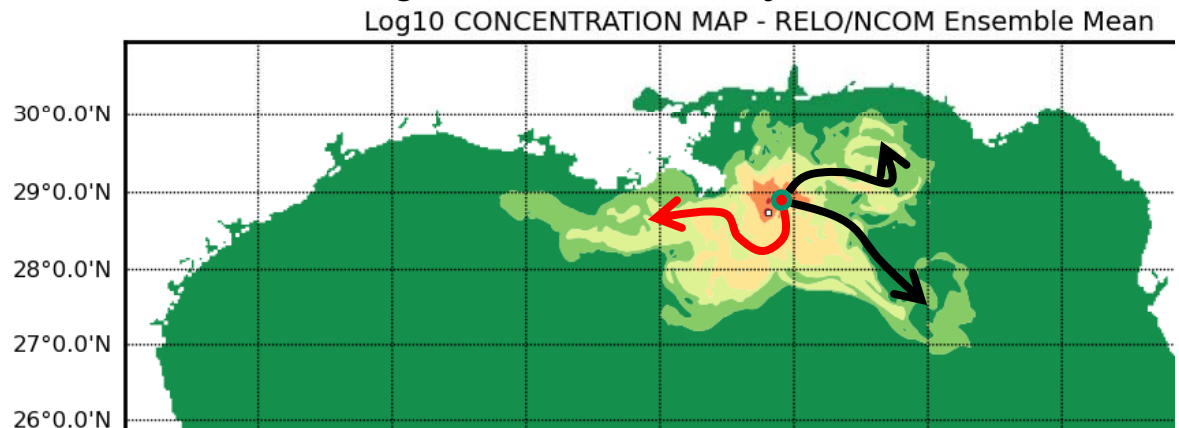 Log10 CONCENTRATION MAP - RELO/NCOM Ensemble Mean
30°0.0'N
29°0.0'N
28°0.0'N
27°0.0'N
26°0.0'N